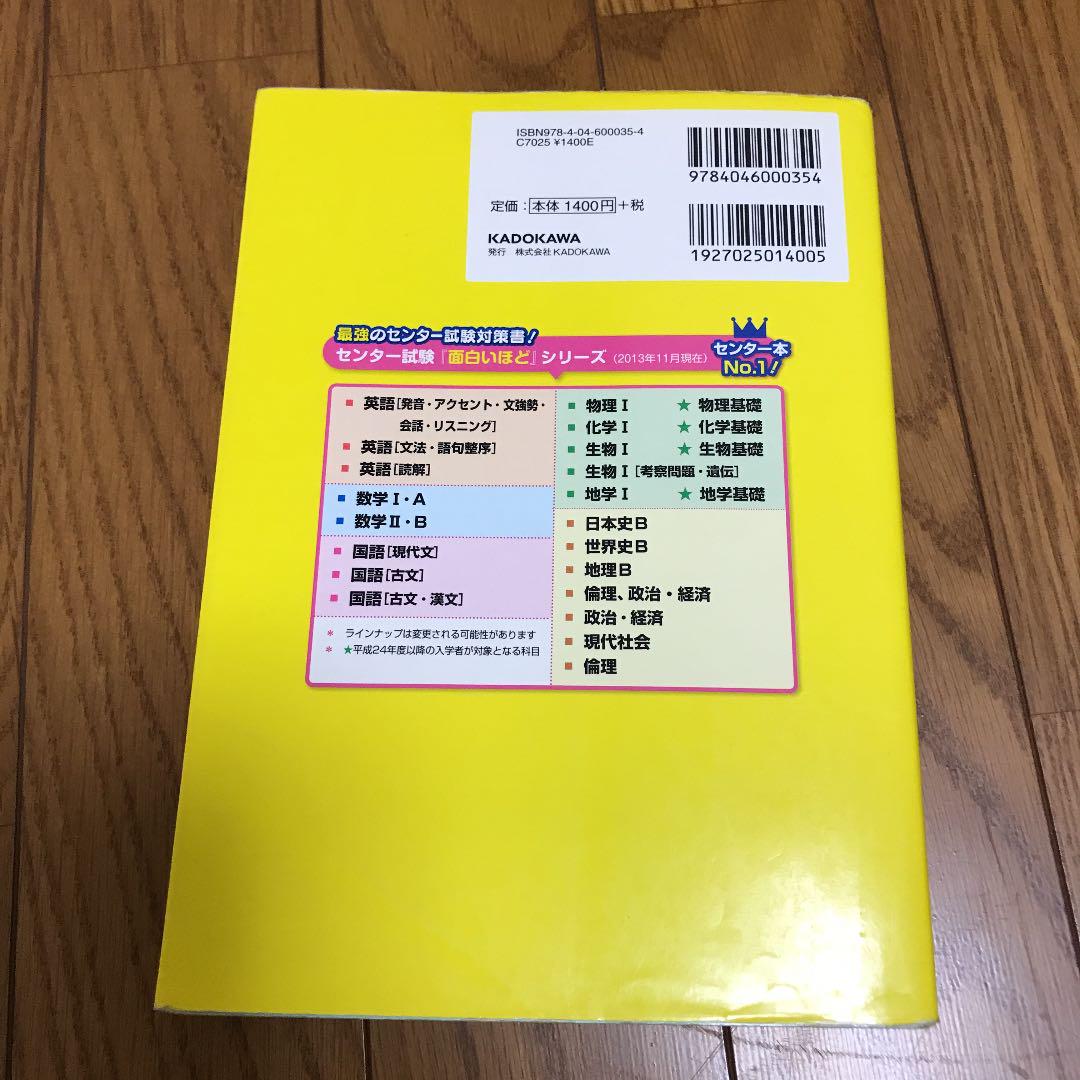 ISBN978-4-04-600035-4
C7025 ¥1400E
9784046000354
定価：本体 1400円＋税
1927025014005
KADOKAWA
発行　株式会社KADOKAWA
最強のセンター試験対策書！
センター試験『面白いほど』シリーズ（2013年11月現在）
センター本
No.1！
■ 英語［発音・アクセント・文強勢・
会話・リスニング］
■ 英語［文法・語句整序］
■ 英語［読解］
■ 数学Ⅰ・A
■ 数学Ⅱ・B
■ 国語［現代文］
■ 国語［古文］
■ 国語［古文・漢文］
＊ ラインナップは変更される可能性があります
＊ ★平成24年度以降の入学者が対象となる科目
■ 物理Ⅰ ★ 物理基礎
■ 化学Ⅰ ★ 化学基礎
■ 生物Ⅰ ★ 生物基礎
■ 生物Ⅰ［考察問題・遺伝］
■ 地学Ⅰ ★ 地学基礎
■ 日本史B
■ 世界史B
■ 地理B
■ 倫理、政治・経済
■ 政治・経済
■ 現代社会
■ 倫理